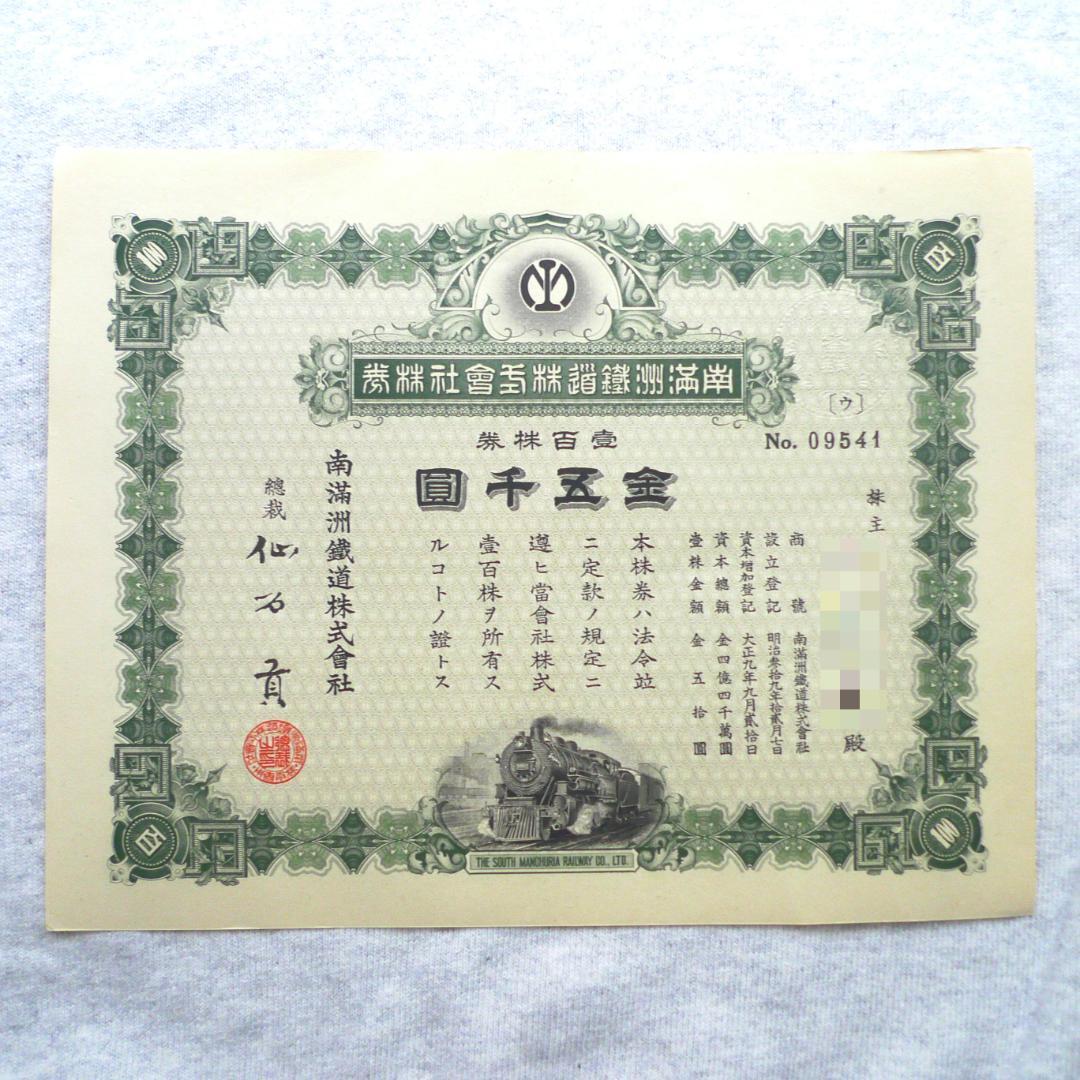 南滿洲鐵道株式會社株券
〔ウ〕
No. 09541
壹百株券
金五千圓
株主
殿
商號 南滿洲鐵道株式會社
設立登記 明治參拾九年拾貳月七日
資本增加登記 大正九年九月貳拾日
資本總額 金四億四千萬圓
壹株金額 金五拾圓
本株券ハ法令竝
ニ定款ノ規定ニ
遵ヒ當會社株式
壹百株ヲ所有ス
ルコトノ證トス
南滿洲鐵道株式會社
總裁 仙石貢
THE SOUTH MANCHURIA RAILWAY CO., LTD.
100
百
百
100